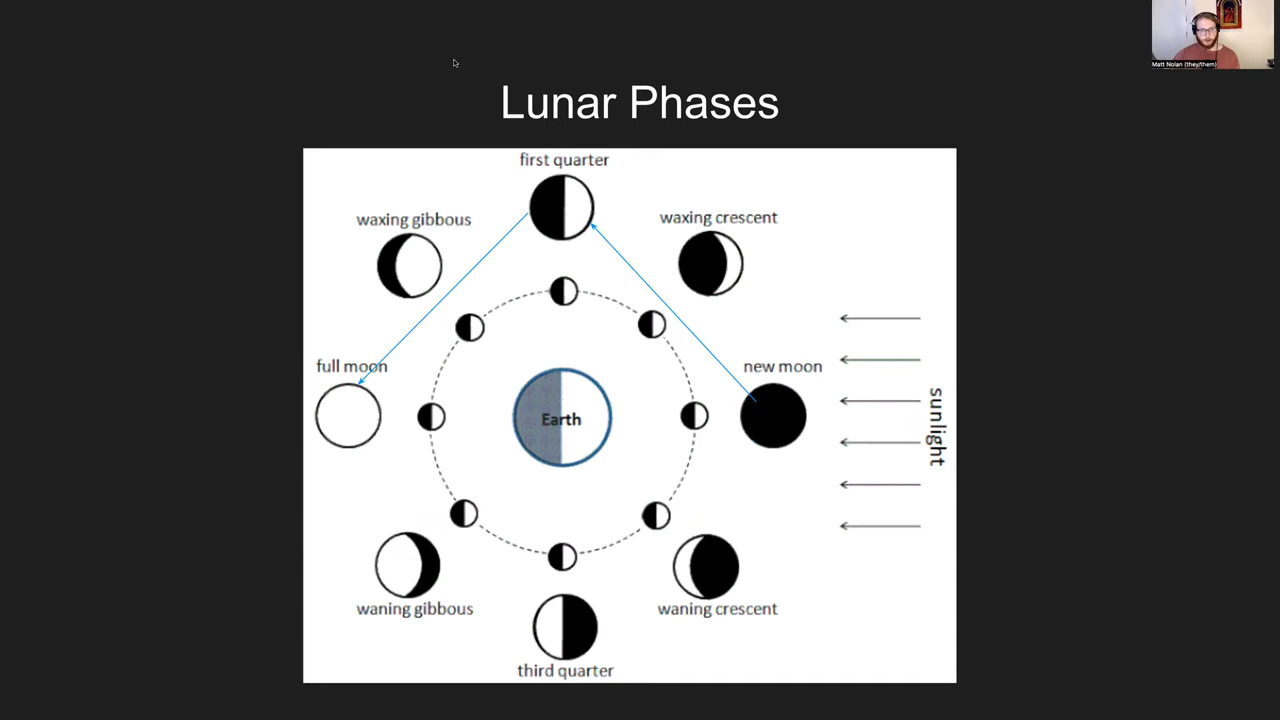 Matt Nolan (they/them)
Lunar Phases
first quarter
waxing gibbous
waxing crescent
full moon
new moon
Earth
sunlight
waning gibbous
waning crescent
third quarter